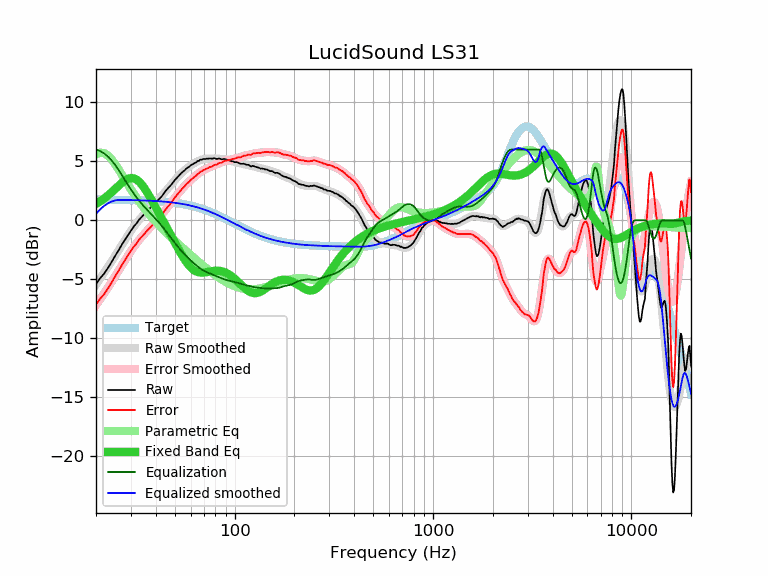 LucidSound LS31
Amplitude (dBr)
10
5
0
−5
−10
−15
−20
Target
Raw Smoothed
Error Smoothed
Raw
Error
Parametric Eq
Fixed Band Eq
Equalization
Equalized smoothed
100 1000 10000
Frequency (Hz)